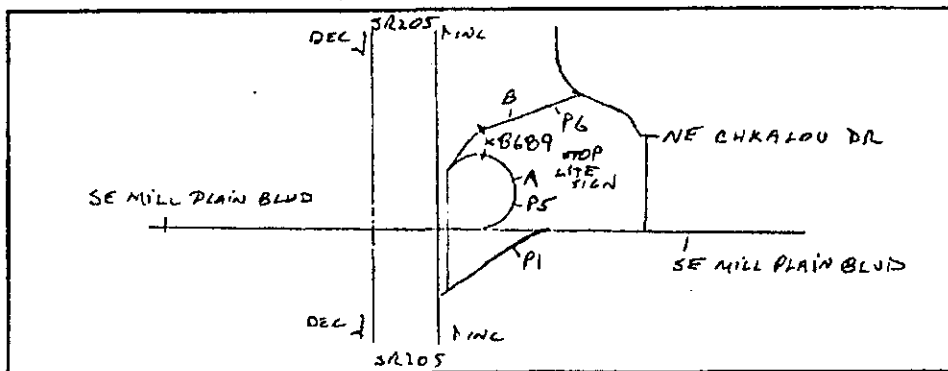 SR205
DEC
INC
B
P6
NE CHKALOV DR
x8689
STOP
LITE
SIGN
A
P5
SE MILL PLAIN BLVD
P1
SE MILL PLAIN BLVD
DEC
INC
SR205